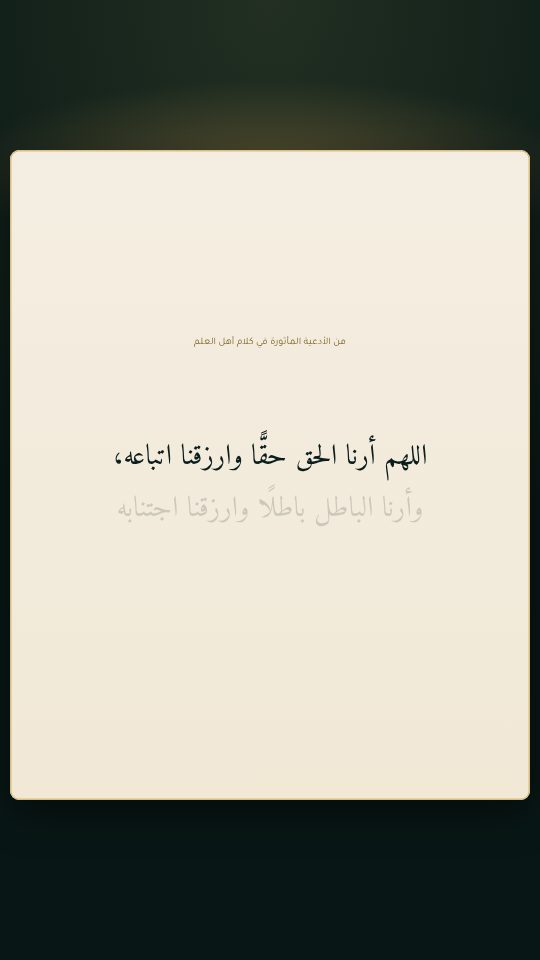 من الأدعية المأثورة في كلام أهل العلم
اللهم أرنا الحق حقًّا وارزقنا اتباعه،
وأرنا الباطل باطلًا وارزقنا اجتنابه